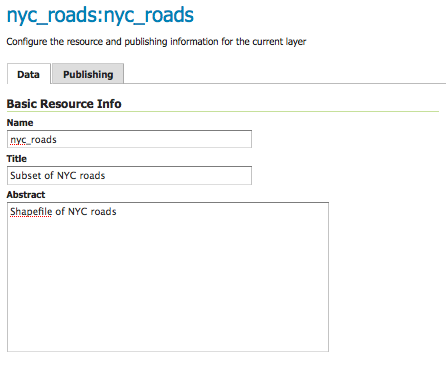 nyc_roads:nyc_roads
Configure the resource and publishing information for the current layer
Data Publishing
Basic Resource Info
Name
nyc_roads
Title
Subset of NYC roads
Abstract
Shapefile of NYC roads